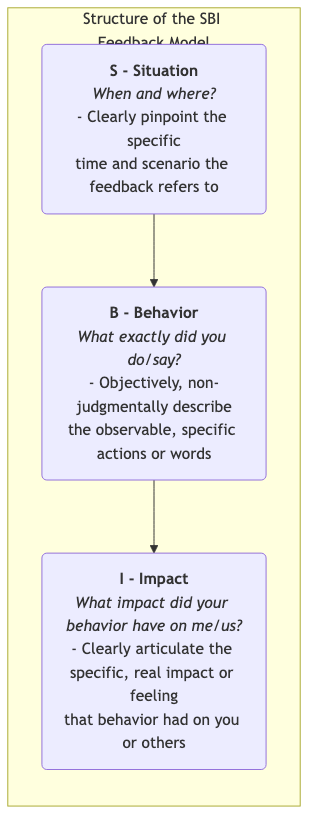 Structure of the SBI
Feedback Model
S - Situation
When and where?
- Clearly pinpoint the
specific
time and scenario the
feedback refers to
B - Behavior
What exactly did you
do/say?
- Objectively, non-
judgmentally describe
the observable, specific
actions or words
I - Impact
What impact did your
behavior have on me/us?
- Clearly articulate the
specific, real impact or
feeling
that behavior had on you
or others